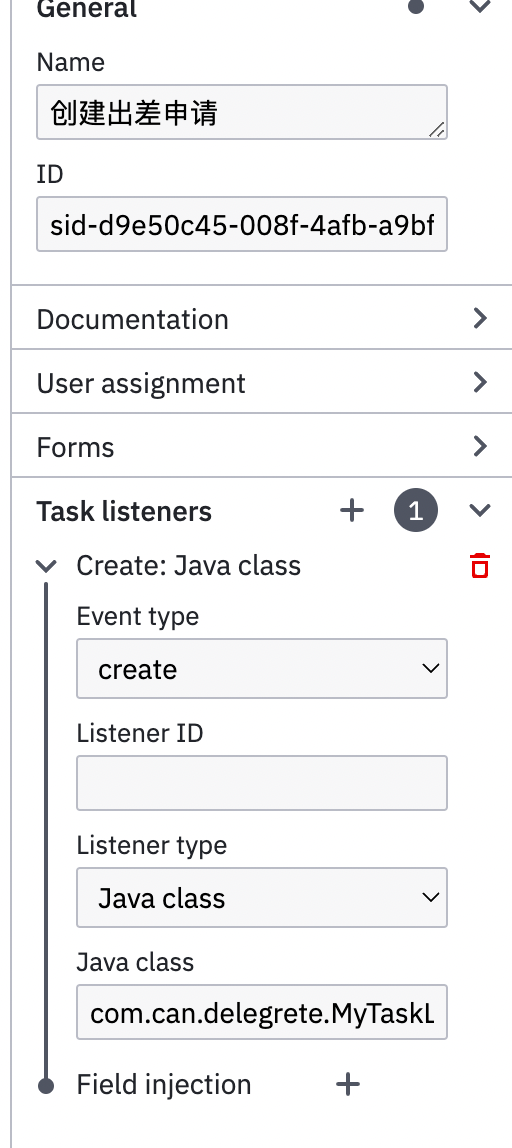 General
Name
创建出差申请
ID
sid-d9e50c45-008f-4afb-a9bf
Documentation
User assignment
Forms
Task listeners 1
Create: Java class
Event type
create
Listener ID
Listener type
Java class
Java class
com.can.delegrete.MyTaskL
Field injection